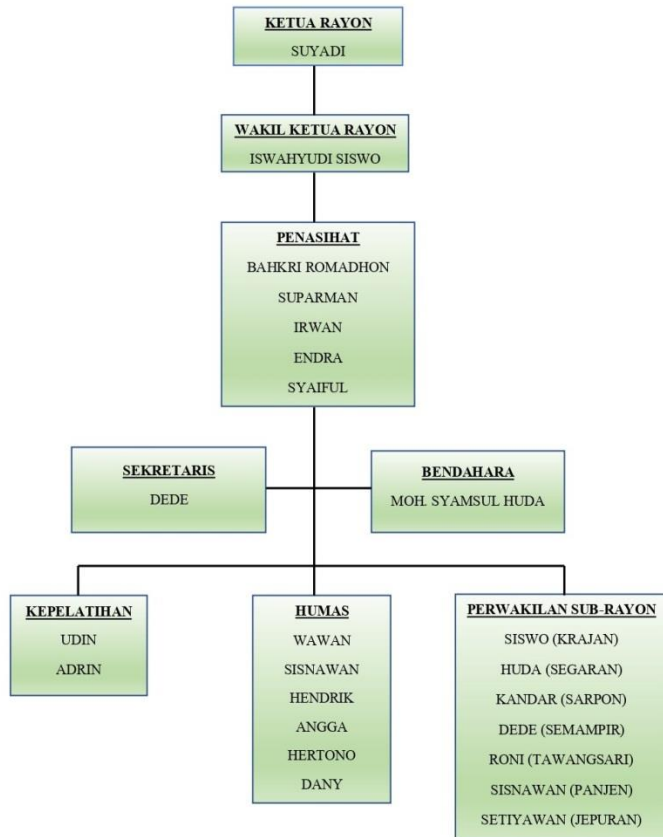 KETUA RAYON
SUYADI
WAKIL KETUA RAYON
ISWAHYUDI SISWO
PENASIHAT
BAHKRI ROMADHON
SUPARMAN
IRWAN
ENDRA
SYAIFUL
SEKRETARIS
DEDE
BENDAHARA
MOH. SYAMSUL HUDA
KEPELATIHAN
UDIN
ADRIN
HUMAS
WAWAN
SISNAWAN
HENDRIK
ANGGA
HERTONO
DANY
PERWAKILAN SUB-RAYON
SISWO (KRAJAN)
HUDA (SEGARAN)
KANDAR (SARPON)
DEDE (SEMAMPIR)
RONI (TAWANGSARI)
SISNAWAN (PANJEN)
SETIYAWAN (JEPURAN)